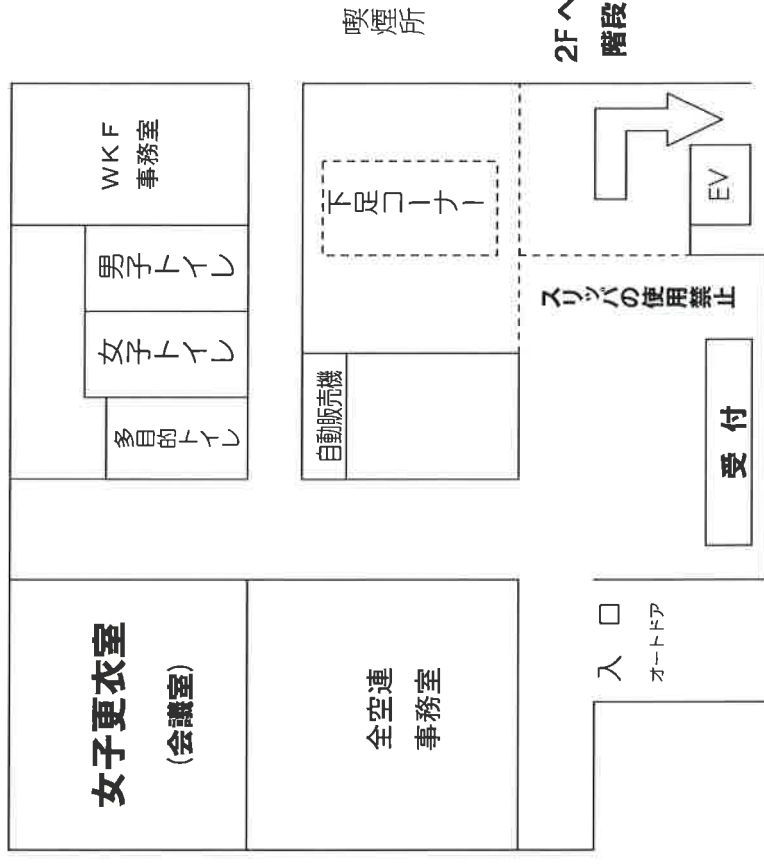 女子更衣室
(会議室)
全空連
事務室
入 口
オートドア
多目的トイレ
女子トイレ
男子トイレ
WKF
事務室
自動販売機
下足コーナー
スリッパの使用禁止
受 付
EV
喫煙所
2Fへ
階段